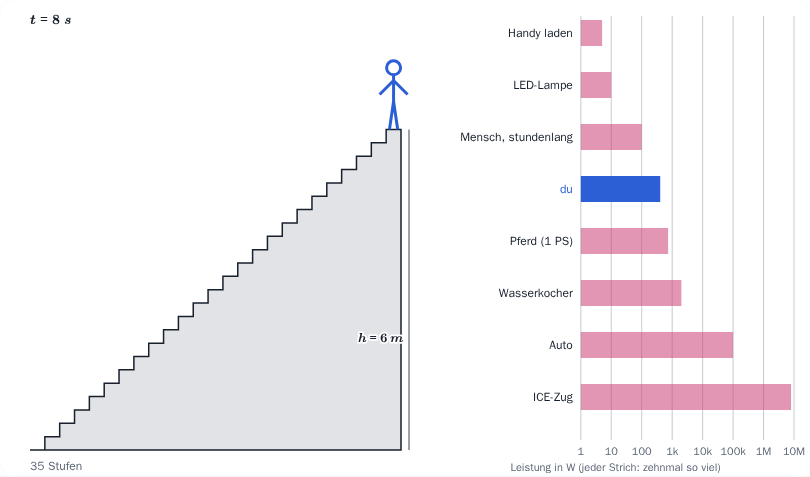 t = 8 s
h = 6 m
35 Stufen
Handy laden
LED-Lampe
Mensch, stundenlang
du
Pferd (1 PS)
Wasserkocher
Auto
ICE-Zug
1 10 100 1k 10k 100k 1M 10M
Leistung in W (jeder Strich: zehnmal so viel)